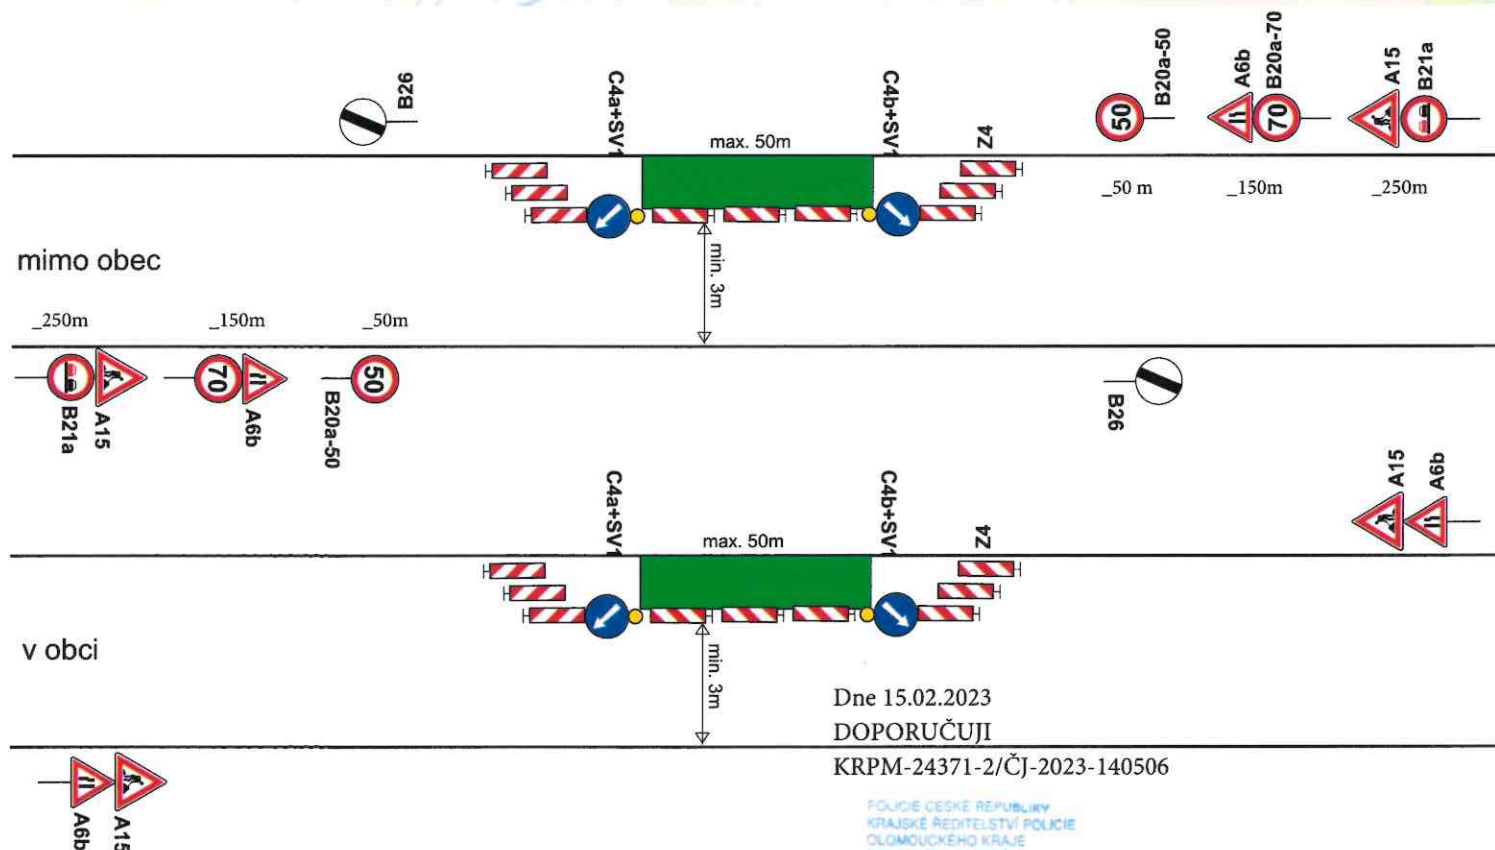 B26
C4a+SV1
max. 50m
C4b+SV1
Z4
50
B20a-50
A6b
B20a-70
70
A15
B21a
_50 m
_150m
_250m
min. 3m
mimo obec
_250m
_150m
_50m
B21a
A15
70
A6b
B20a-50
50
B26
C4a+SV1
max. 50m
C4b+SV1
Z4
A15
A6b
min. 3m
v obci
Dne 15.02.2023
DOPORUČUJI
KRPM-24371-2/ČJ-2023-140506
A6b
A15
POLICIE ČESKÉ REPUBLIKY
KRAJSKÉ ŘEDITELSTVÍ POLICIE
OLOMOUCKÉHO KRAJE